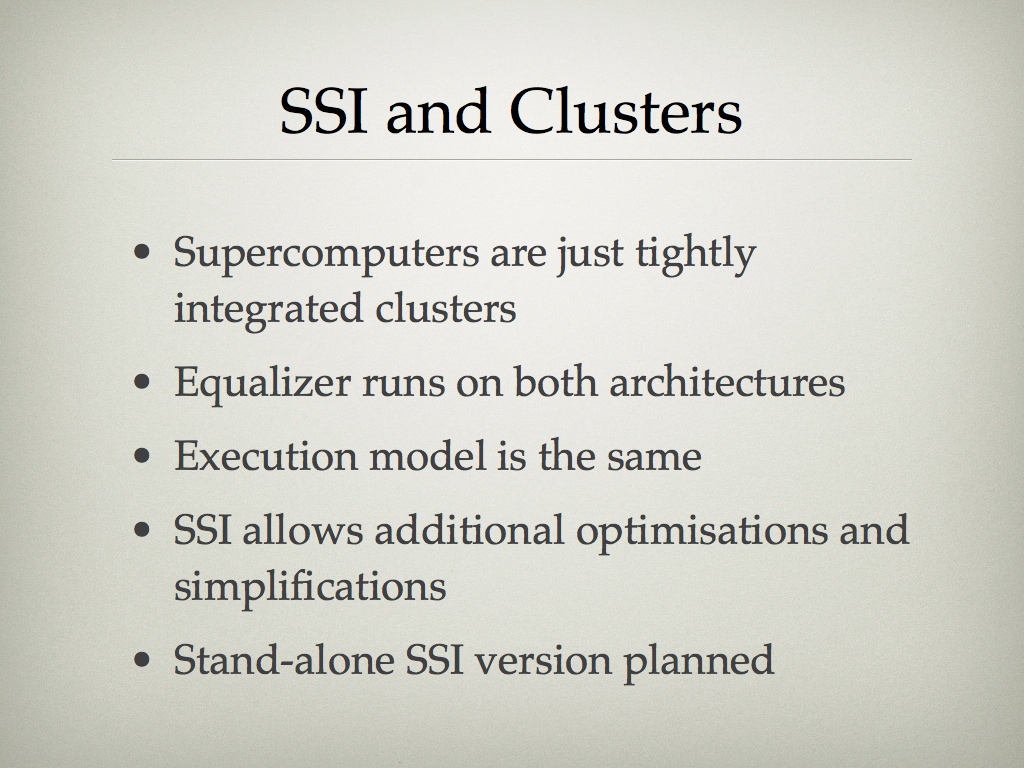 SSI and Clusters
• Supercomputers are just tightly
integrated clusters
• Equalizer runs on both architectures
• Execution model is the same
• SSI allows additional optimisations and
simplifications
• Stand-alone SSI version planned